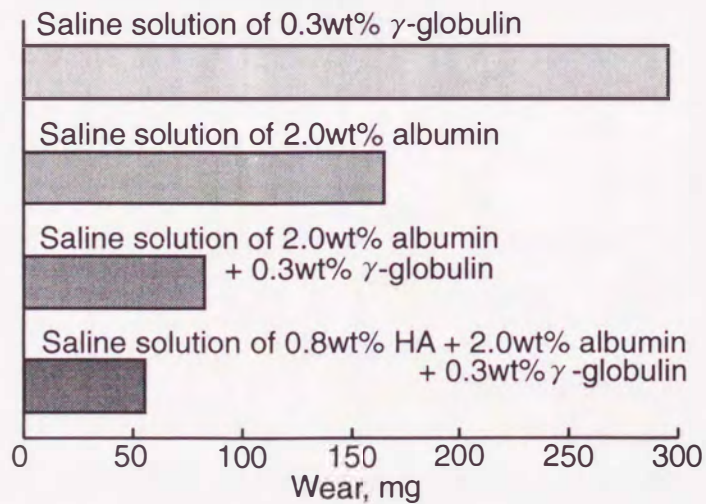 Saline solution of 0.3wt% γ-globulin
Saline solution of 2.0wt% albumin
Saline solution of 2.0wt% albumin
+ 0.3wt% γ-globulin
Saline solution of 0.8wt% HA + 2.0wt% albumin
+ 0.3wt% γ-globulin
0 50 100 150 200 250 300
Wear, mg